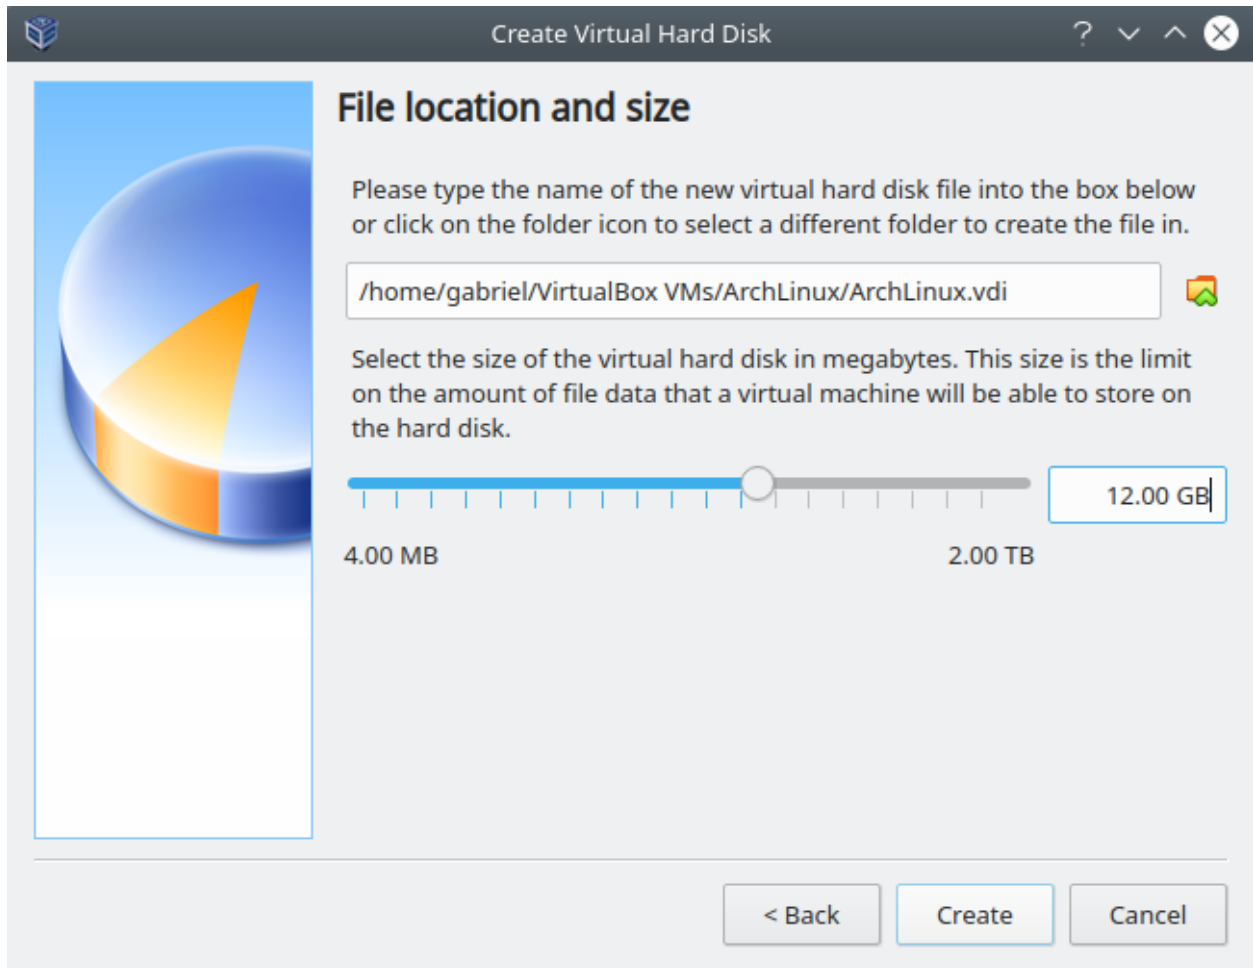 Create Virtual Hard Disk
?
File location and size
Please type the name of the new virtual hard disk file into the box below
or click on the folder icon to select a different folder to create the file in.
/home/gabriel/VirtualBox VMs/ArchLinux/ArchLinux.vdi
Select the size of the virtual hard disk in megabytes. This size is the limit
on the amount of file data that a virtual machine will be able to store on
the hard disk.
12.00 GB
4.00 MB 2.00 TB
< Back Create Cancel